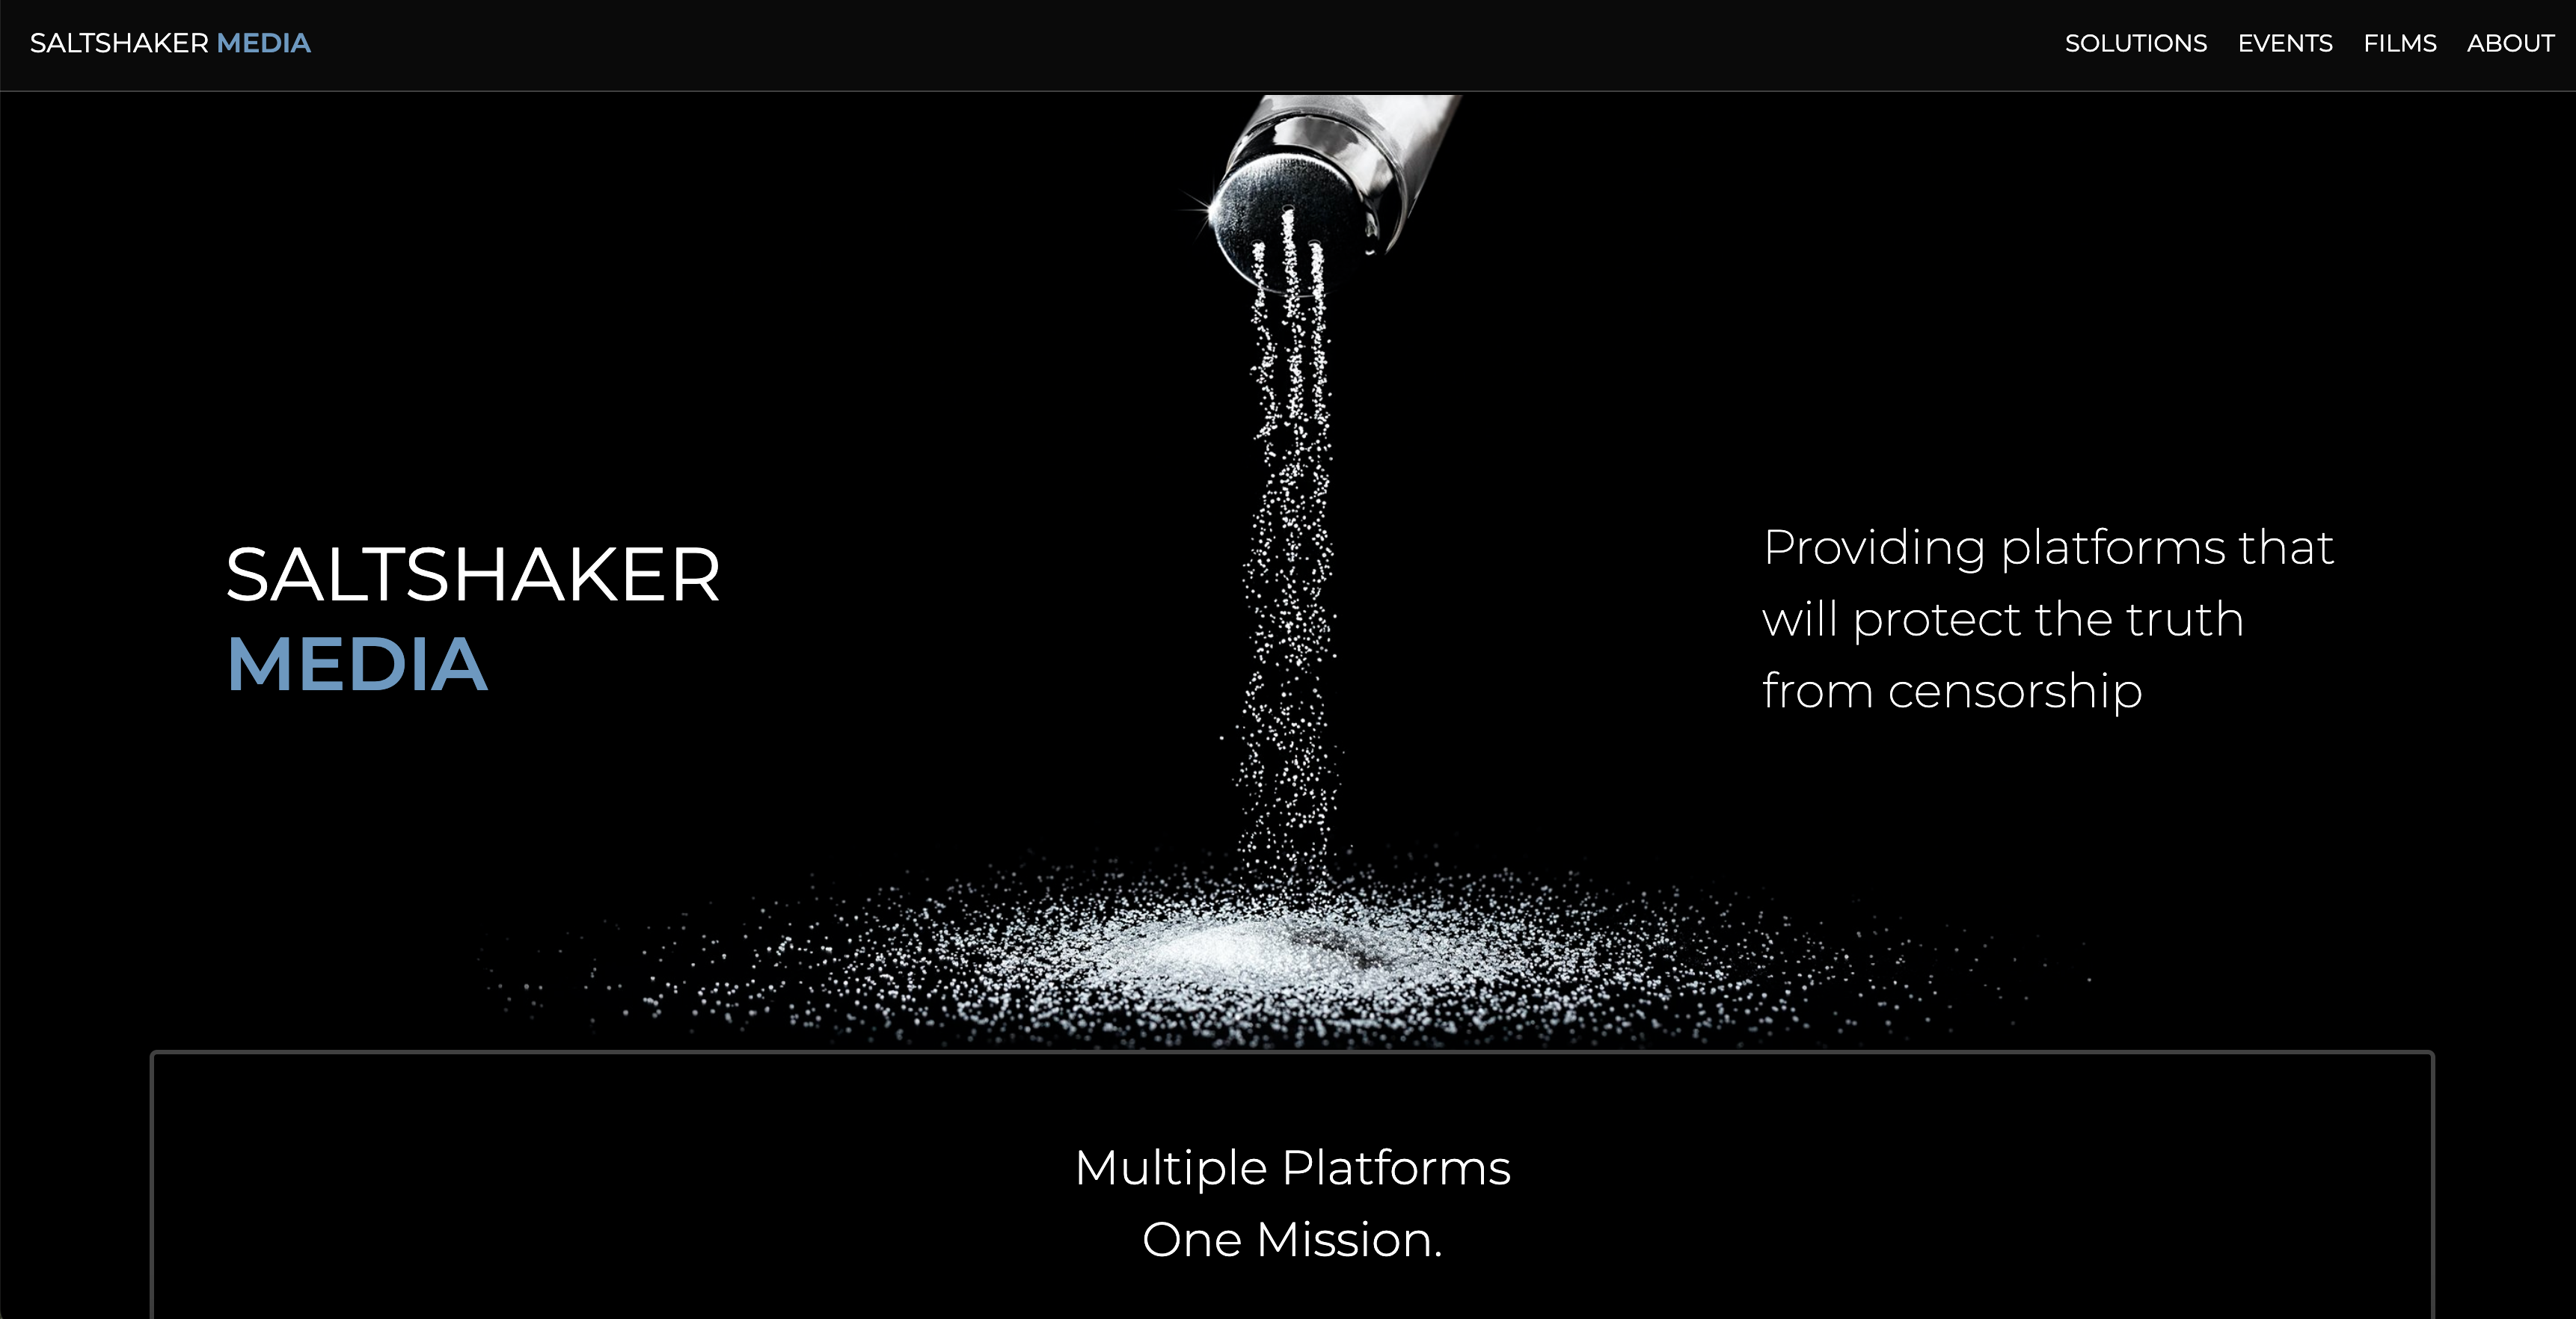 SALTSHAKER MEDIA
SOLUTIONS EVENTS FILMS ABOUT
SALTSHAKER
MEDIA
Providing platforms that
will protect the truth
from censorship
Multiple Platforms
One Mission.